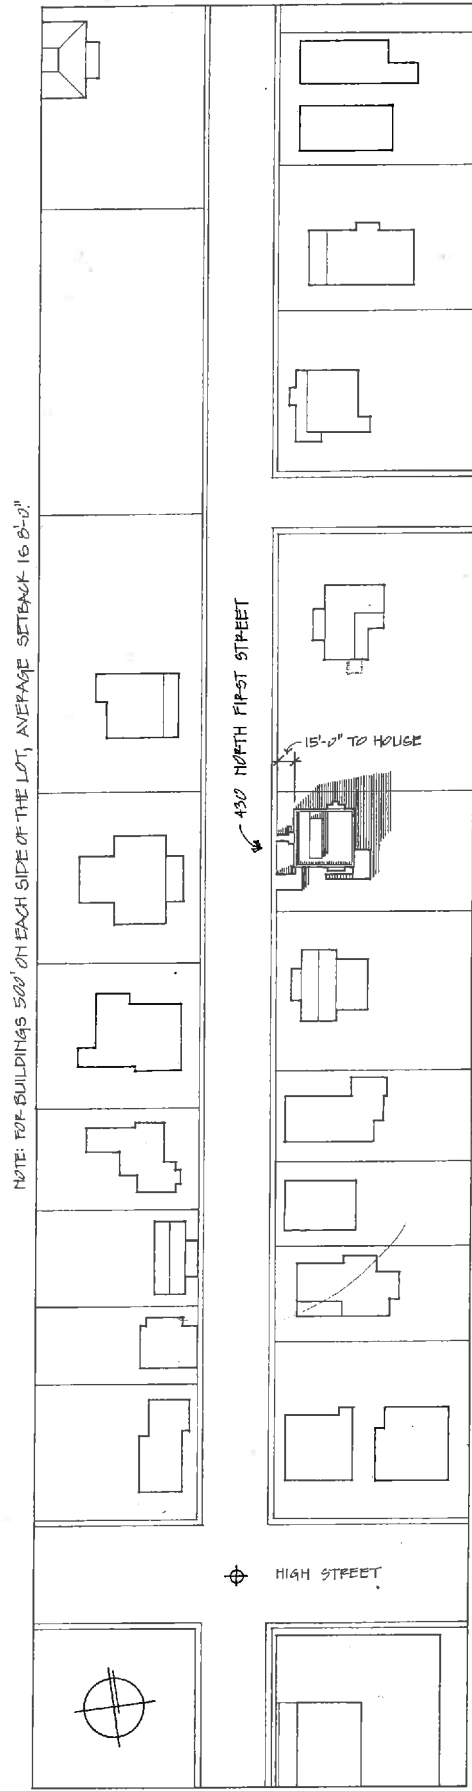 NOTE: FOR BUILDINGS 500' ON EACH SIDE OF THE LOT, AVERAGE SETBACK IS 8'-0".
430 NORTH FIRST STREET
15'-0" TO HOUSE
HIGH STREET